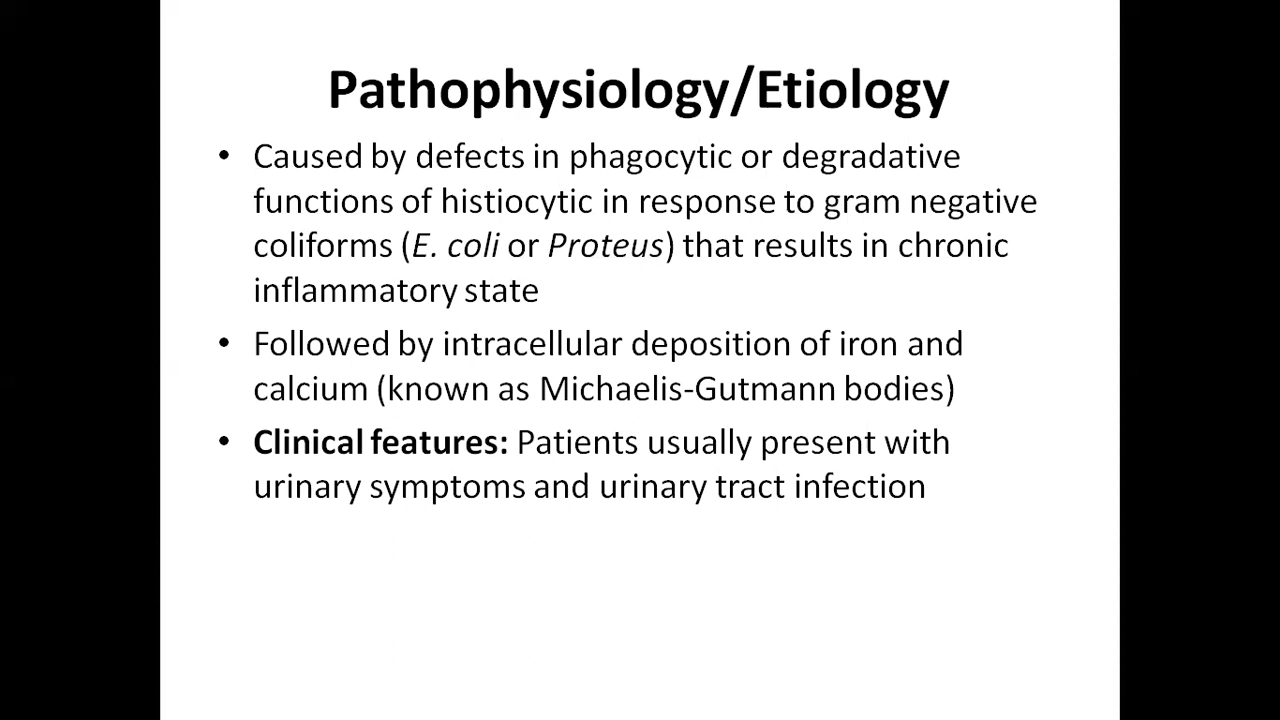 Pathophysiology/Etiology
• Caused by defects in phagocytic or degradative
functions of histiocytic in response to gram negative
coliforms (E. coli or Proteus) that results in chronic
inflammatory state
• Followed by intracellular deposition of iron and
calcium (known as Michaelis-Gutmann bodies)
• Clinical features: Patients usually present with
urinary symptoms and urinary tract infection